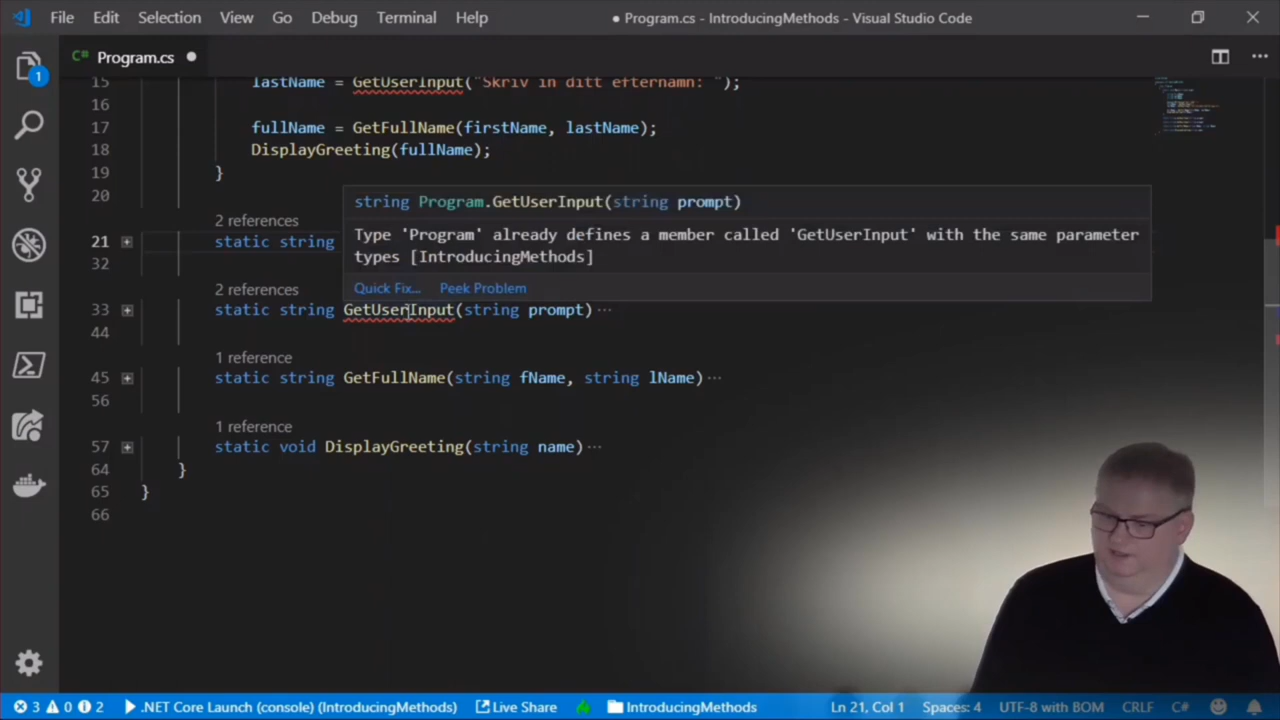 File Edit Selection View Go Debug Terminal Help
● Program.cs - IntroducingMethods - Visual Studio Code
C# Program.cs ●
1
15 lastName = GetUserInput("Skriv in ditt efternamn: ");
16
17 fullName = GetFullName(firstName, lastName);
18 DisplayGreeting(fullName);
19 }
20
string Program.GetUserInput(string prompt)
2 references
Type 'Program' already defines a member called 'GetUserInput' with the same parameter
types [IntroducingMethods]
21 static string
32
Quick Fix... Peek Problem
2 references
33 static string GetUserInput(string prompt)...
44
1 reference
45 static string GetFullName(string fName, string lName)...
56
1 reference
57 static void DisplayGreeting(string name)...
64 }
65 }
66
3 0 2 .NET Core Launch (console) (IntroducingMethods) Live Share IntroducingMethods Ln 21, Col 1 Spaces: 4 UTF-8 with BOM CRLF C#